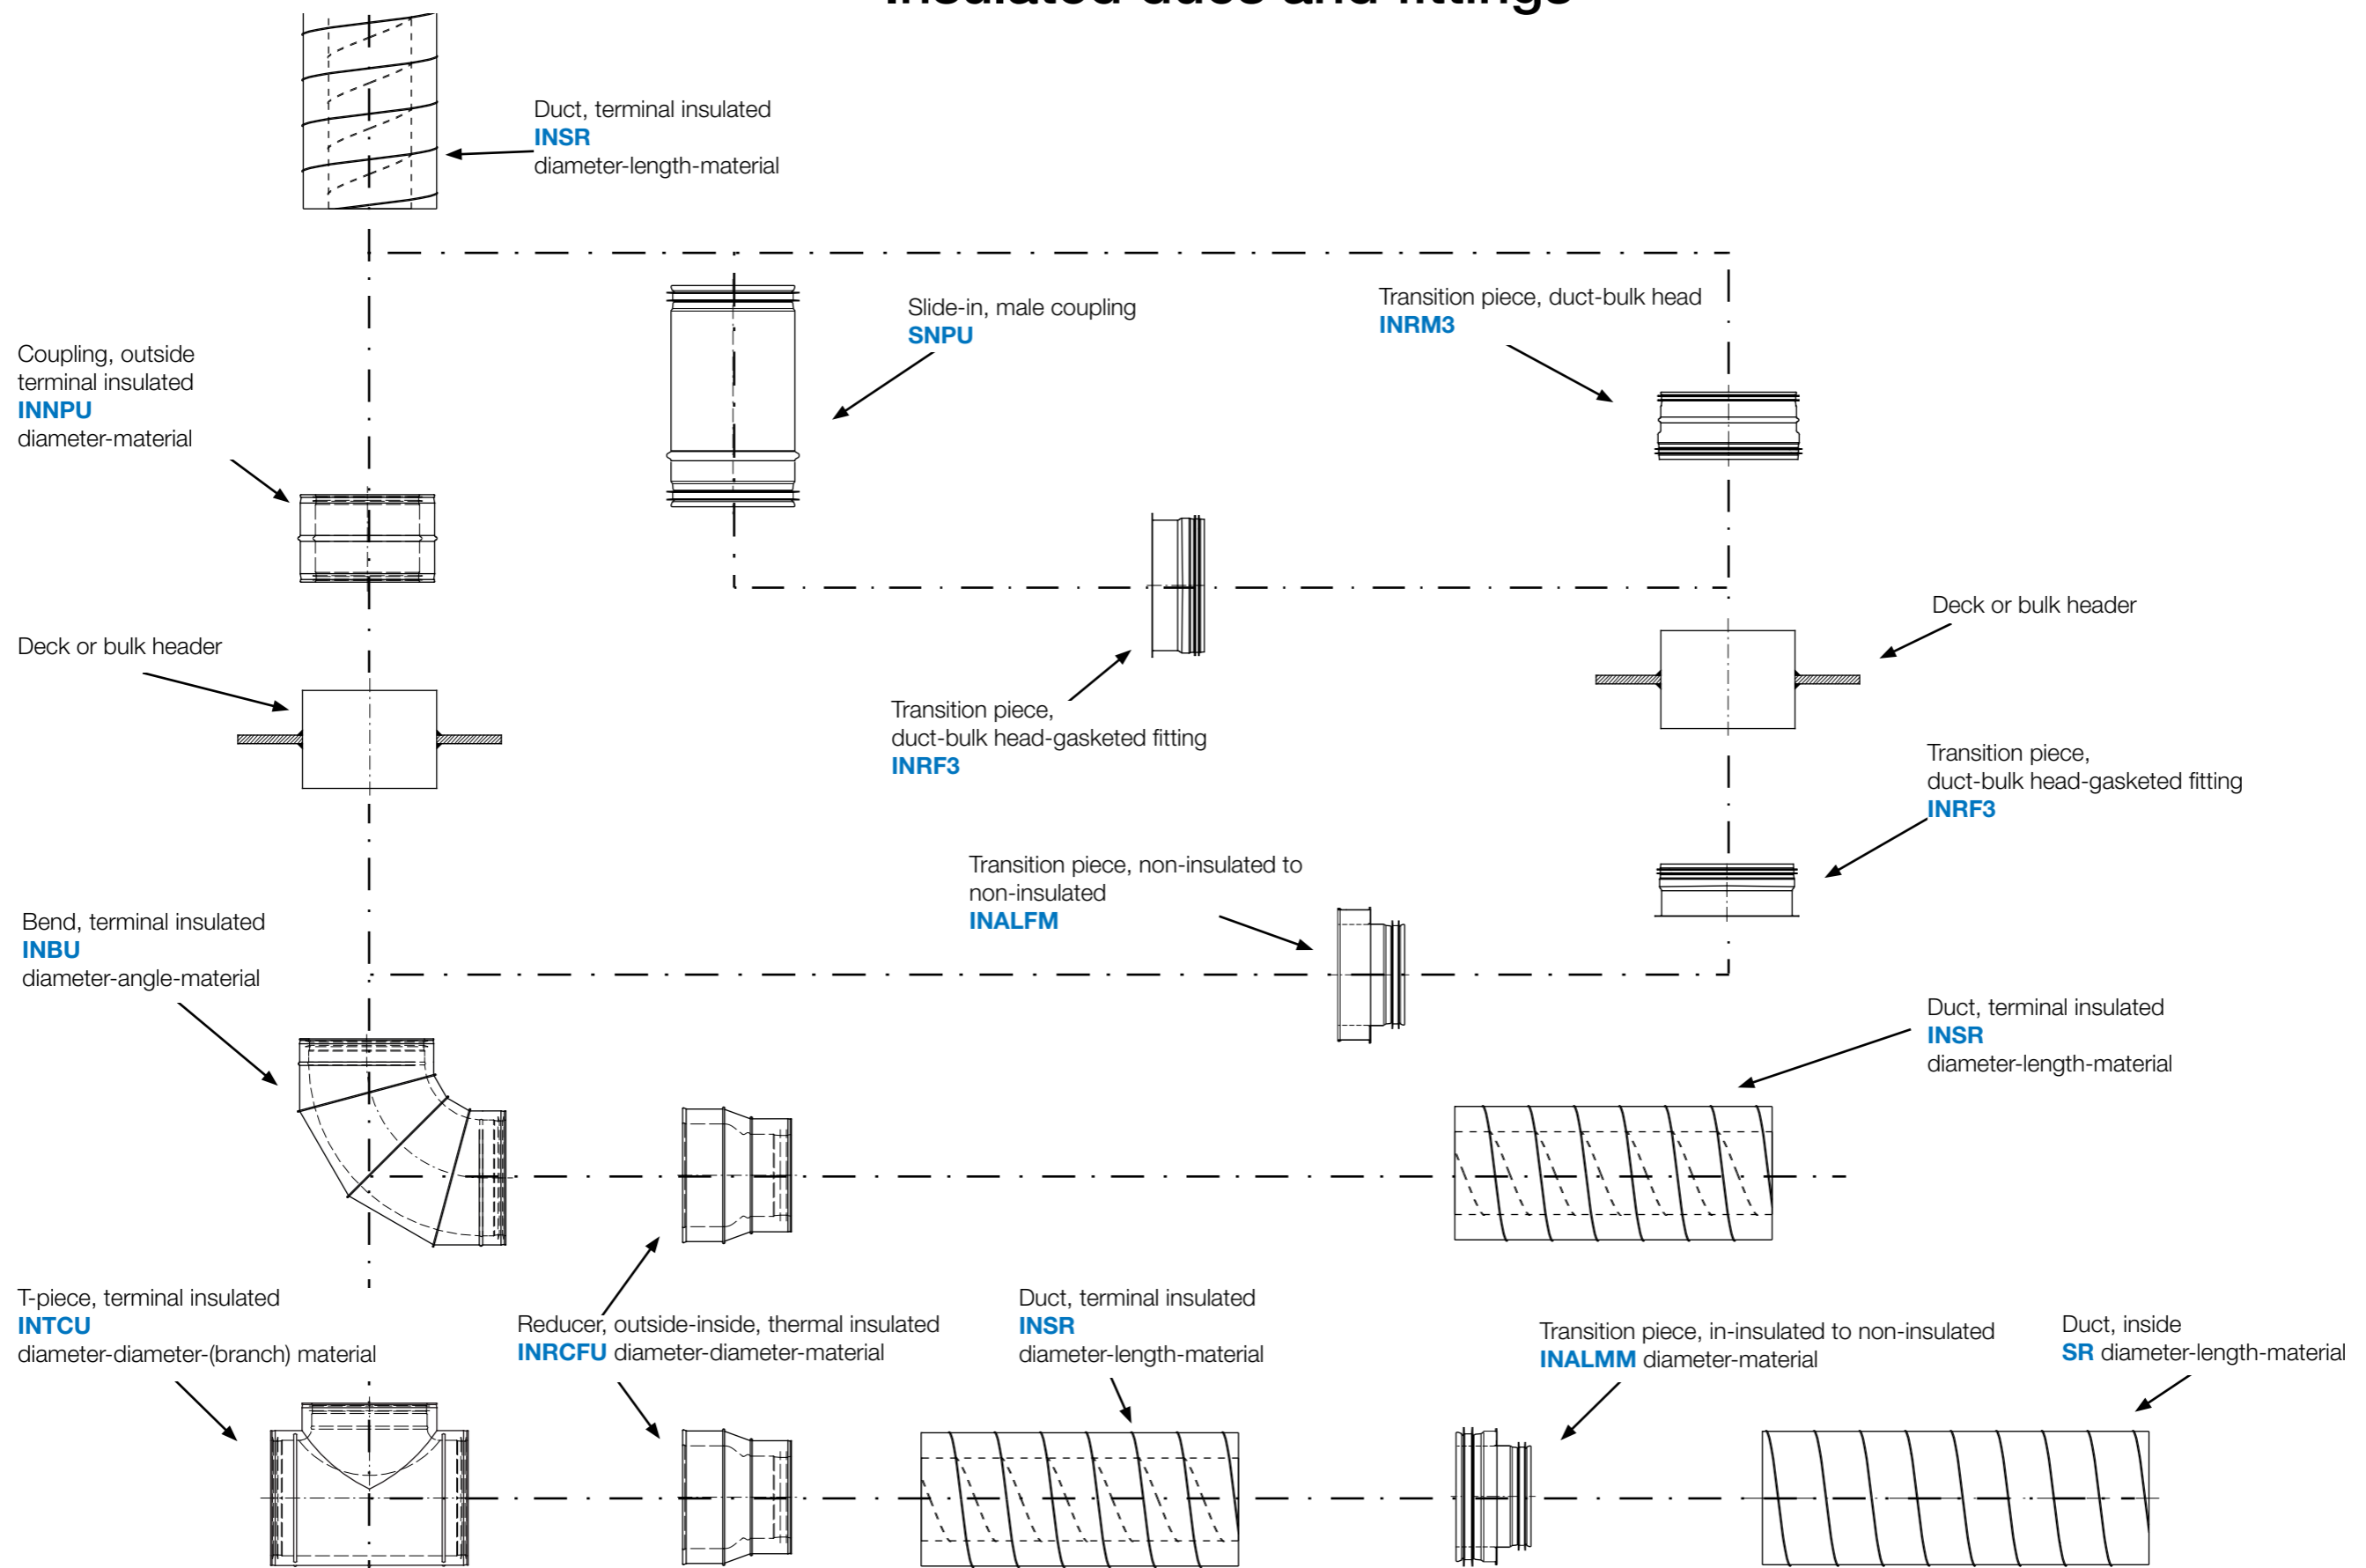 Insulated ducs and fittings
Duct, terminal insulated
INSR
diameter-length-material
Slide-in, male coupling
SNPU
Transition piece, duct-bulk head
INRM3
Coupling, outside
terminal insulated
INNPU
diameter-material
Deck or bulk header
Deck or bulk header
Transition piece,
duct-bulk head-gasketed fitting
INRF3
Transition piece,
duct-bulk head-gasketed fitting
INRF3
Transition piece, non-insulated to
non-insulated
INALFM
Bend, terminal insulated
INBU
diameter-angle-material
Duct, terminal insulated
INSR
diameter-length-material
T-piece, terminal insulated
INTCU
diameter-diameter-(branch) material
Reducer, outside-inside, thermal insulated
INRCFU diameter-diameter-material
Duct, terminal insulated
INSR
diameter-length-material
Transition piece, in-insulated to non-insulated
INALMM diameter-material
Duct, inside
SR diameter-length-material